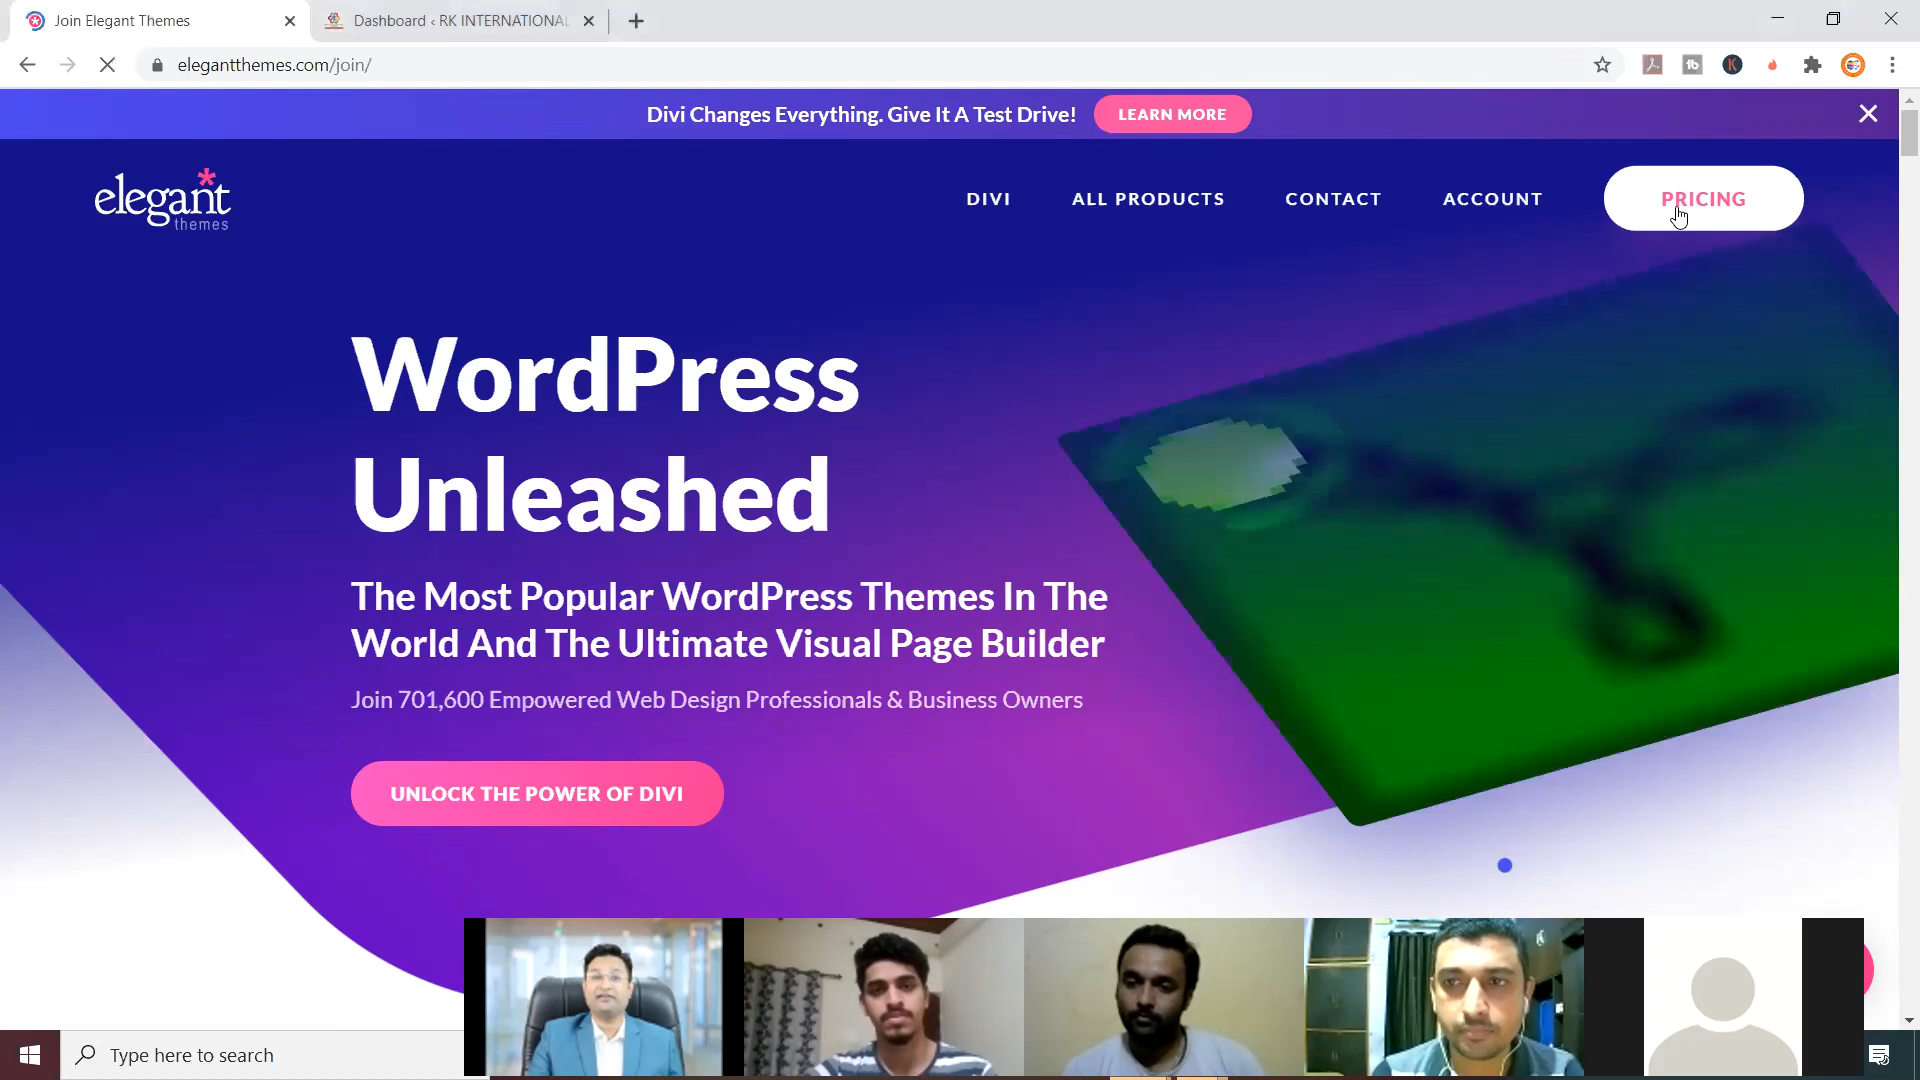 Join Elegant Themes
Dashboard ‹ RK INTERNATIONAL
elegantthemes.com/join/
Divi Changes Everything. Give It A Test Drive!
LEARN MORE
elegant
themes
DIVI
ALL PRODUCTS
CONTACT
ACCOUNT
PRICING
WordPress
Unleashed
The Most Popular WordPress Themes In The
World And The Ultimate Visual Page Builder
Join 701,600 Empowered Web Design Professionals & Business Owners
UNLOCK THE POWER OF DIVI
Type here to search